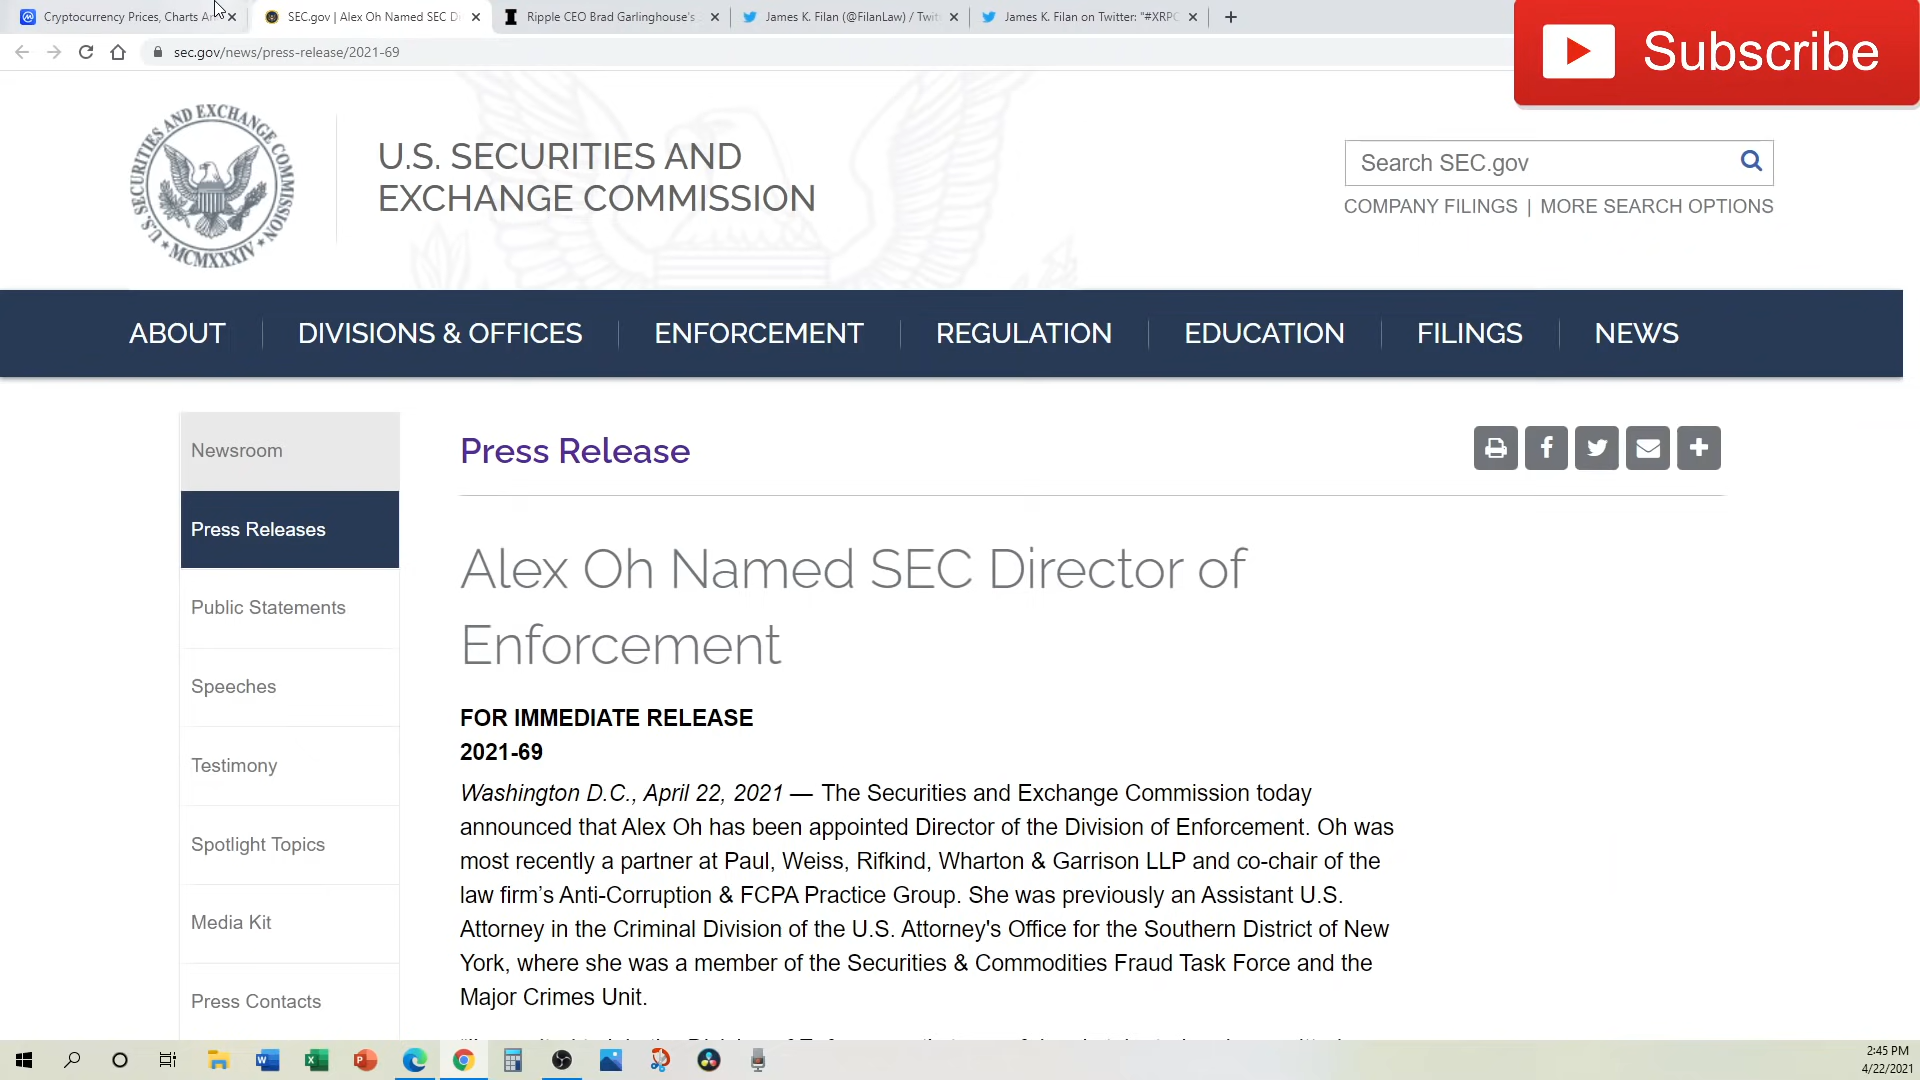 Cryptocurrency Prices, Charts A
SEC.gov | Alex Oh Named SEC D
Ripple CEO Brad Garlinghouse's
James K. Filan (@FilanLaw) / Twit
James K. Filan on Twitter: "#XRPC
sec.gov/news/press-release/2021-69
Subscribe
SECURITIES AND EXCHANGE COMMISSION
U.S.
MCMXXXIV
U.S. SECURITIES AND
EXCHANGE COMMISSION
Search SEC.gov
COMPANY FILINGS | MORE SEARCH OPTIONS
ABOUT
DIVISIONS & OFFICES
ENFORCEMENT
REGULATION
EDUCATION
FILINGS
NEWS
Newsroom
Press Releases
Public Statements
Speeches
Testimony
Spotlight Topics
Media Kit
Press Contacts
Press Release
Alex Oh Named SEC Director of
Enforcement
FOR IMMEDIATE RELEASE
2021-69
Washington D.C., April 22, 2021 — The Securities and Exchange Commission today
announced that Alex Oh has been appointed Director of the Division of Enforcement. Oh was
most recently a partner at Paul, Weiss, Rifkind, Wharton & Garrison LLP and co-chair of the
law firm's Anti-Corruption & FCPA Practice Group. She was previously an Assistant U.S.
Attorney in the Criminal Division of the U.S. Attorney's Office for the Southern District of New
York, where she was a member of the Securities & Commodities Fraud Task Force and the
Major Crimes Unit.
2:45 PM
4/22/2021